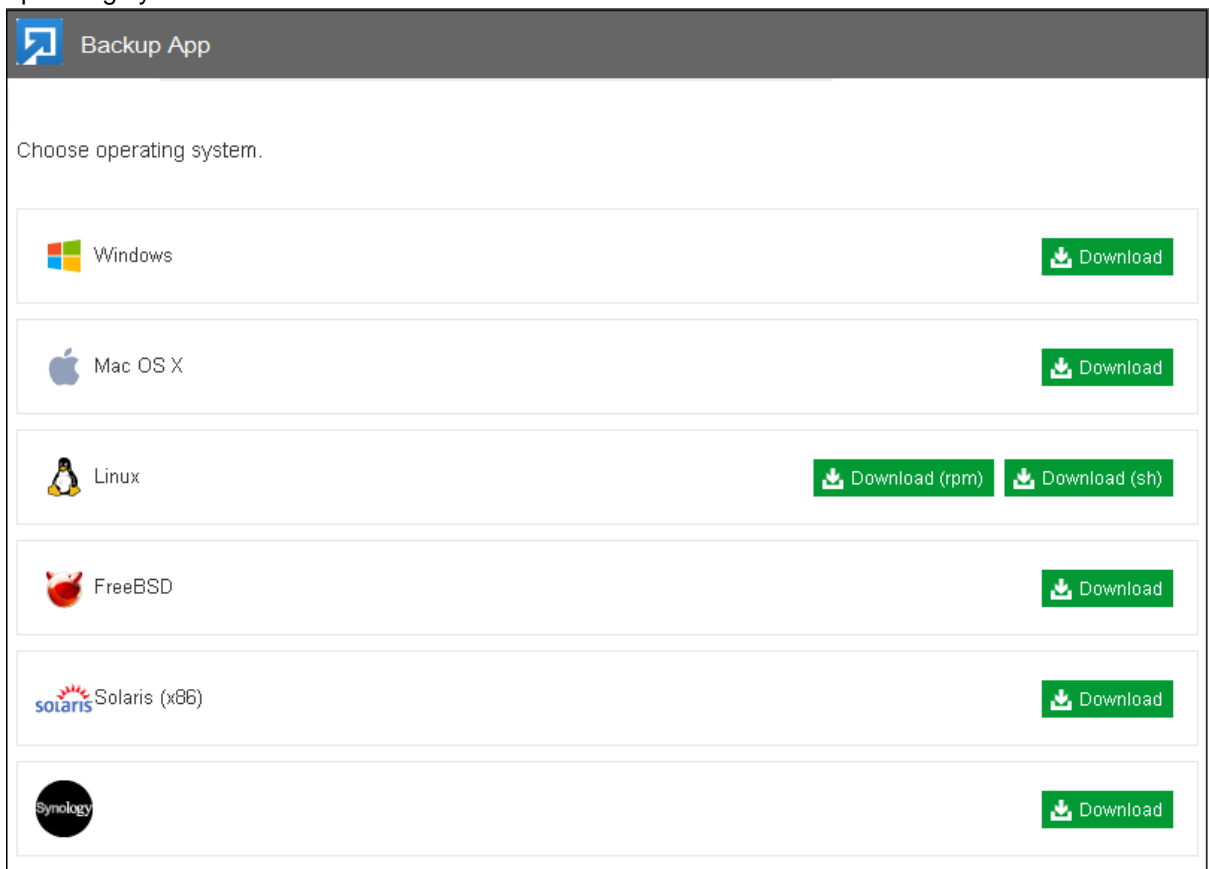 Backup App
Choose operating system.
Windows
Download
Mac OS X
Download
Linux
Download (rpm)
Download (sh)
FreeBSD
Download
solaris Solaris (x86)
Download
Synology
Download